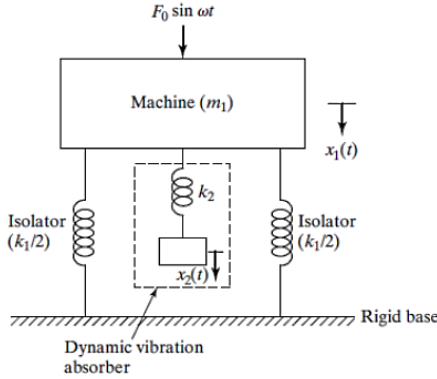 F₀ sin ωt
Machine (m₁)
x₁(t)
k₂
Isolator
(k₁/2)
Isolator
(k₁/2)
x₂(t)
Rigid base
Dynamic vibration
absorber